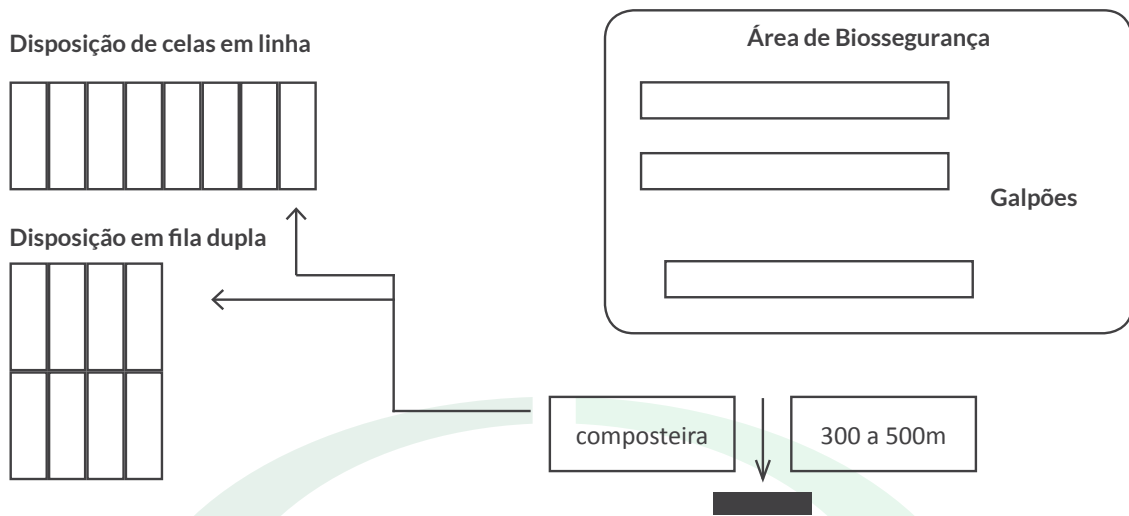 Disposição de celas em linha
Área de Biossegurança
Galpões
Disposição em fila dupla
composteira
300 a 500m